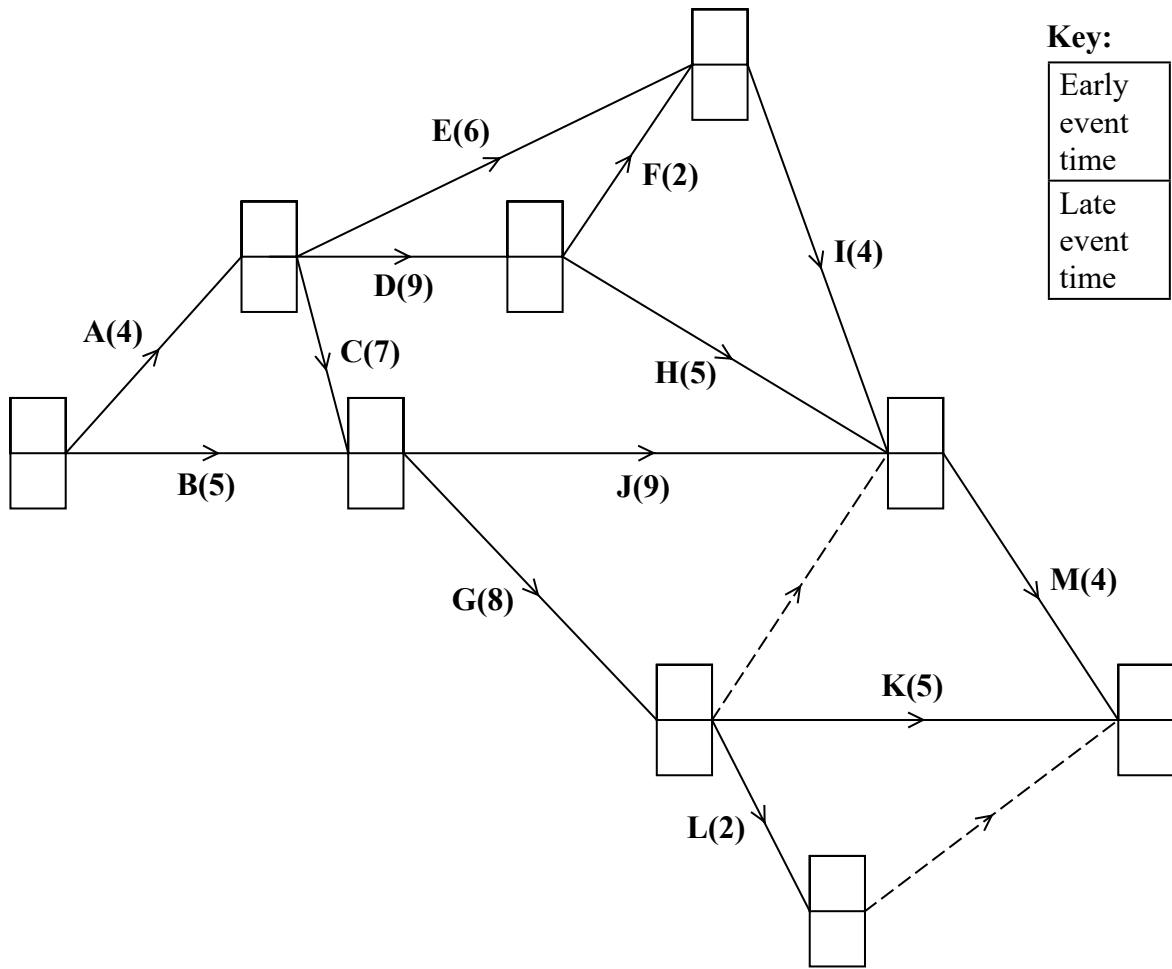 Key:
Early
event
time
Late
event
time
E(6)
F(2)
I(4)
D(9)
A(4)
C(7)
H(5)
B(5)
J(9)
G(8)
M(4)
K(5)
L(2)